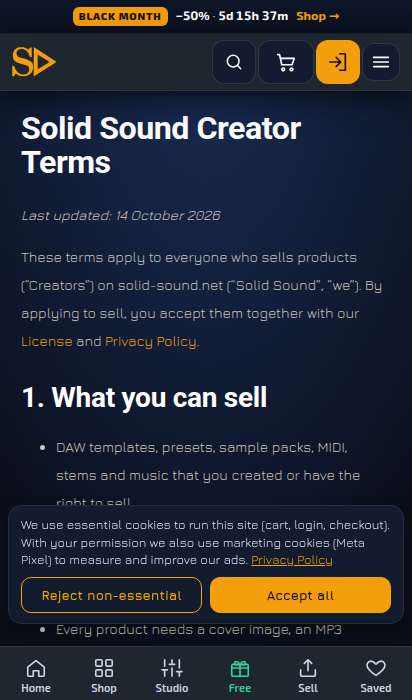 BLACK MONTH −50% · 5d 15h 37m Shop →
S
Solid Sound Creator
Terms
Last updated: 14 October 2026
These terms apply to everyone who sells products
("Creators") on solid-sound.net ("Solid Sound", "we"). By
applying to sell, you accept them together with our
License and Privacy Policy.
1. What you can sell
DAW templates, presets, sample packs, MIDI,
stems and music that you created or have the
right to sell.
We use essential cookies to run this site (cart, login, checkout).
With your permission we also use marketing cookies (Meta
Pixel) to measure and improve our ads. Privacy Policy
Reject non-essential Accept all
Every product needs a cover image, an MP3
Home Shop Studio Free Sell Saved